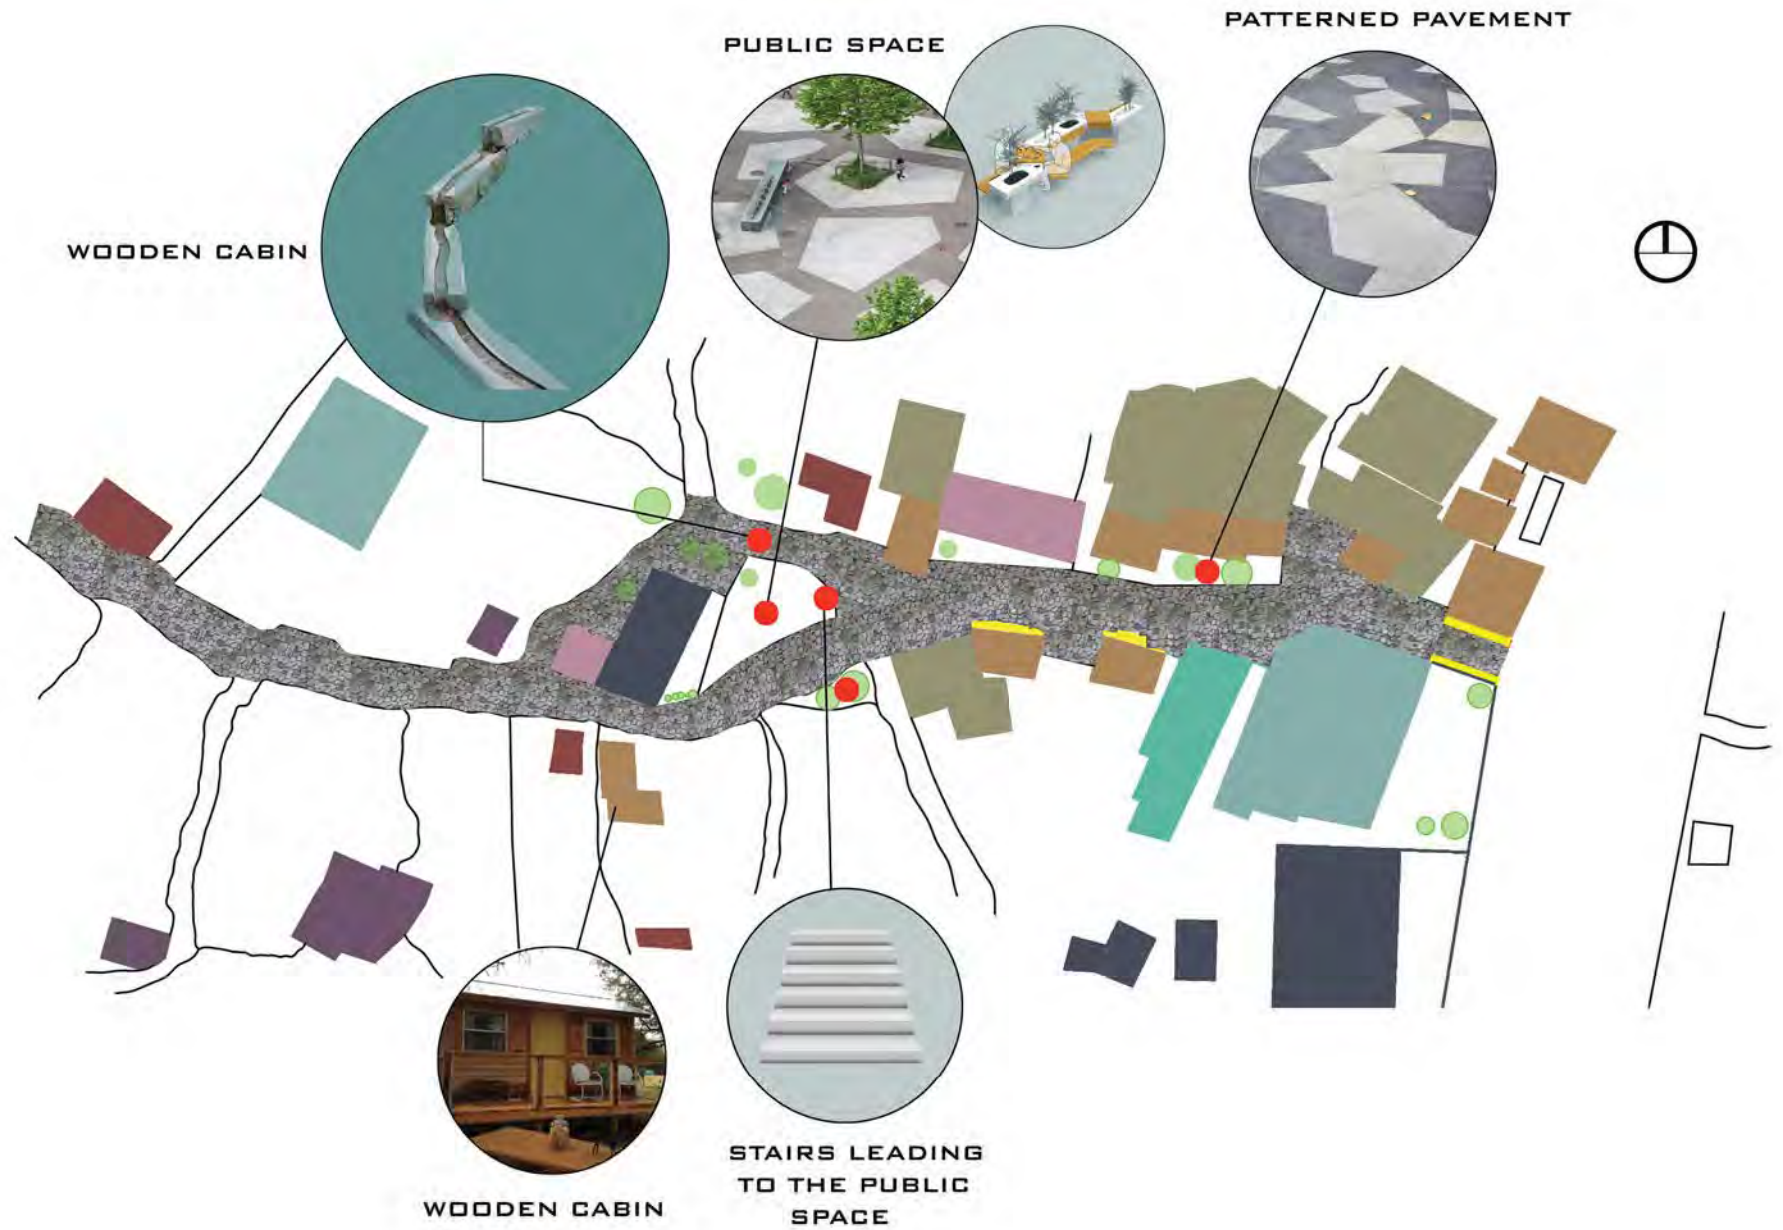 PATTERNED PAVEMENT
PUBLIC SPACE
WOODEN CABIN
STAIRS LEADING
TO THE PUBLIC
SPACE
WOODEN CABIN